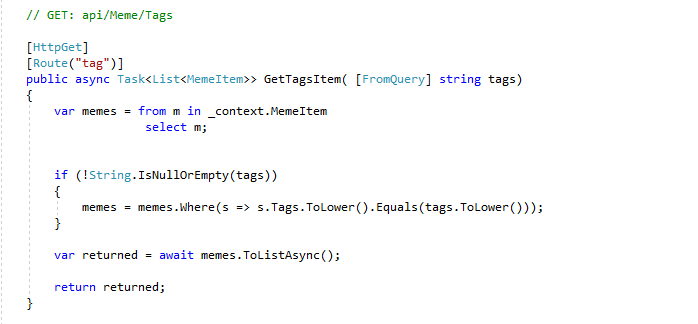 // GET: api/Meme/Tags
[HttpGet]
[Route("tag")]
public async Task<List<MemeItem>> GetTagsItem( [FromQuery] string tags)
{
var memes = from m in _context.MemeItem
select m;
if (!String.IsNullOrEmpty(tags))
{
memes = memes.Where(s => s.Tags.ToLower().Equals(tags.ToLower()));
}
var returned = await memes.ToListAsync();
return returned;
}